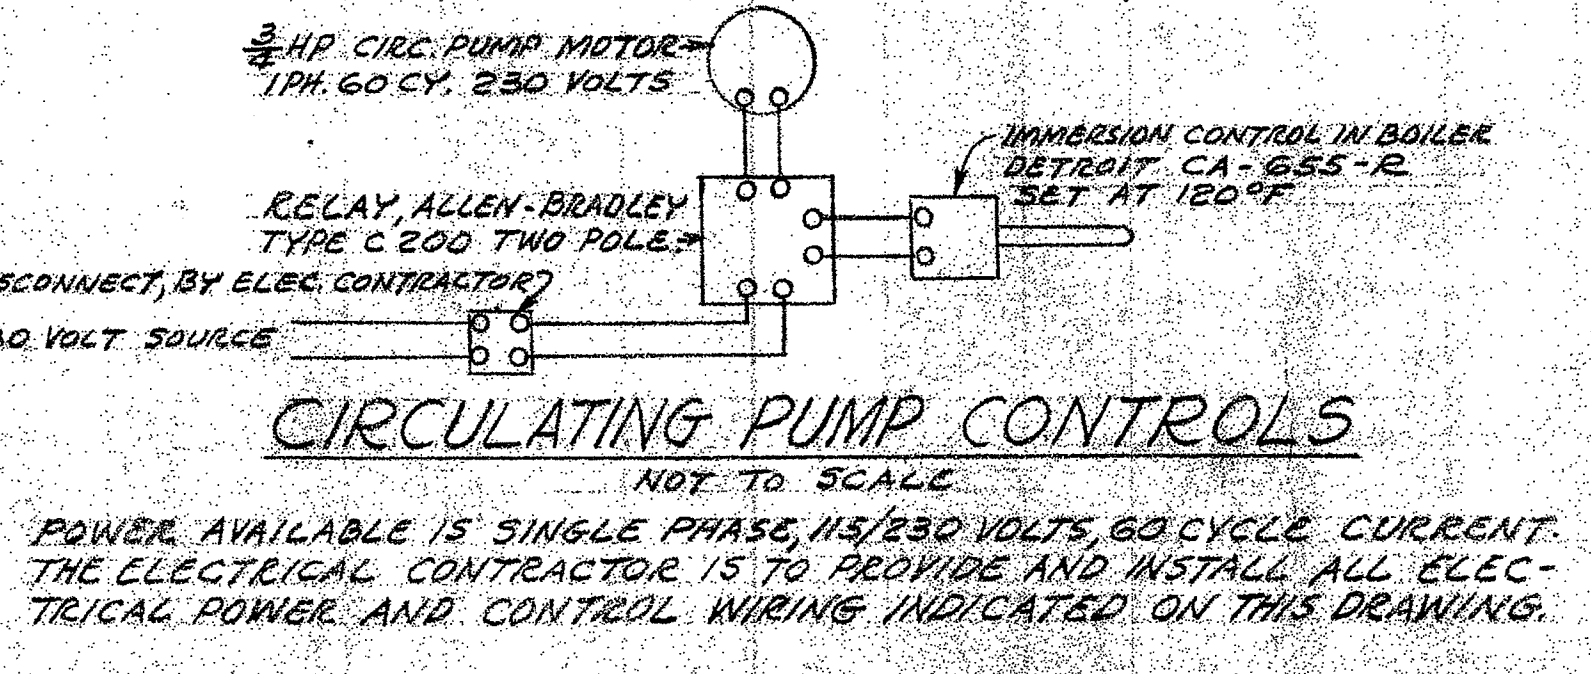 3/4 HP CIRC. PUMP MOTOR
1 PH. 60 CY. 230 VOLTS
IMMERSION CONTROL IN BOILER
DETROIT CA-655-R
SET AT 120°F
RELAY, ALLEN-BRADLEY
TYPE C 200 TWO POLE
SCONNECT, BY ELEC. CONTRACTOR
30 VOLT SOURCE
CIRCULATING PUMP CONTROLS
NOT TO SCALE
POWER AVAILABLE IS SINGLE PHASE, 115/230 VOLTS, 60 CYCLE CURRENT.
THE ELECTRICAL CONTRACTOR IS TO PROVIDE AND INSTALL ALL ELEC-
TRICAL POWER AND CONTROL WIRING INDICATED ON THIS DRAWING.